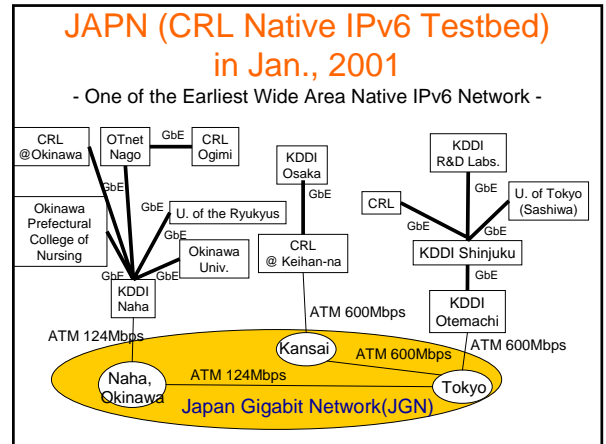 JAPN (CRL Native IPv6 Testbed)
in Jan., 2001
- One of the Earliest Wide Area Native IPv6 Network -
CRL
@Okinawa
OTnet
Nago
GbE
CRL
Ogimi
KDDI
Osaka
KDDI
R&D Labs.
GbE
GbE
GbE
GbE
GbE
CRL
U. of Tokyo
(Sashiwa)
Okinawa
Prefectural
College of
Nursing
GbE
U. of the Ryukyus
GbE
GbE
Okinawa
Univ.
CRL
@ Keihan-na
KDDI Shinjuku
GbE
GbE
GbE
KDDI
Naha
KDDI
Otemachi
ATM 600Mbps
ATM 124Mbps
ATM 600Mbps
Kansai
ATM 600Mbps
Naha,
Okinawa
ATM 124Mbps
Tokyo
Japan Gigabit Network(JGN)